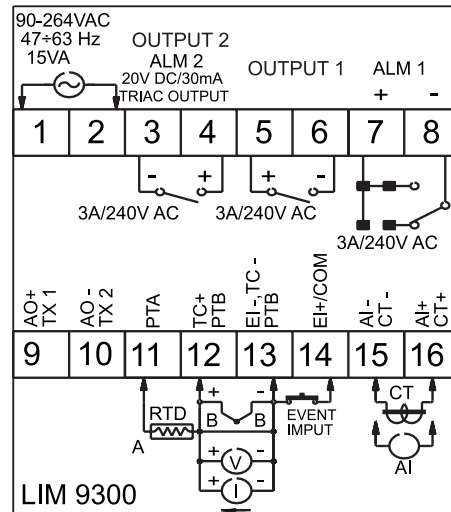 90-264VAC
47÷63 Hz
15VA
OUTPUT 2
ALM 2
20V DC/30mA
TRIAC OUTPUT
OUTPUT 1
ALM 1
+ -
1 2 3 4 5 6 7 8
- + + -
3A/240V AC 3A/240V AC 3A/240V AC
AO+
TX 1
AO-
TX 2
PTA
TC+
PTB
EI-,TC -
PTB
EI+/COM
AI-
CT-
AI+
CT+
9 10 11 12 13 14 15 16
RTD
A
+ -
B B
EVENT
IMPUT
CT
+ V -
+ I -
AI
LIM 9300